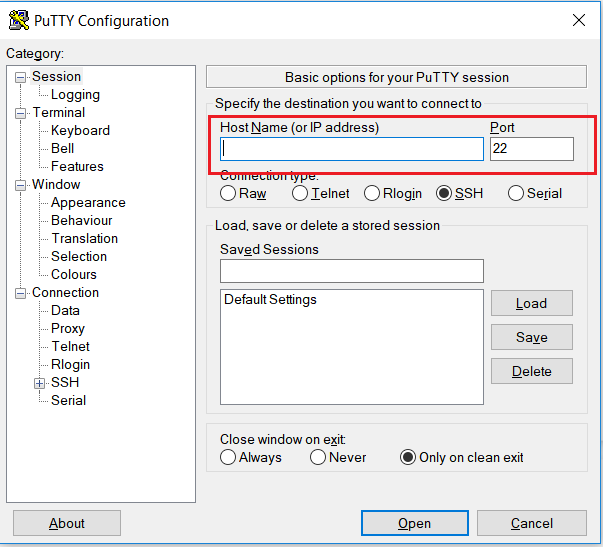 PuTTY Configuration
Category:
Session
Logging
Terminal
Keyboard
Bell
Features
Window
Appearance
Behaviour
Translation
Selection
Colours
Connection
Data
Proxy
Telnet
Rlogin
SSH
Serial
Basic options for your PuTTY session
Specify the destination you want to connect to
Host Name (or IP address) Port
22
Connection type:
Raw Telnet Rlogin SSH Serial
Load, save or delete a stored session
Saved Sessions
Default Settings
Load
Save
Delete
Close window on exit:
Always Never Only on clean exit
About Open Cancel